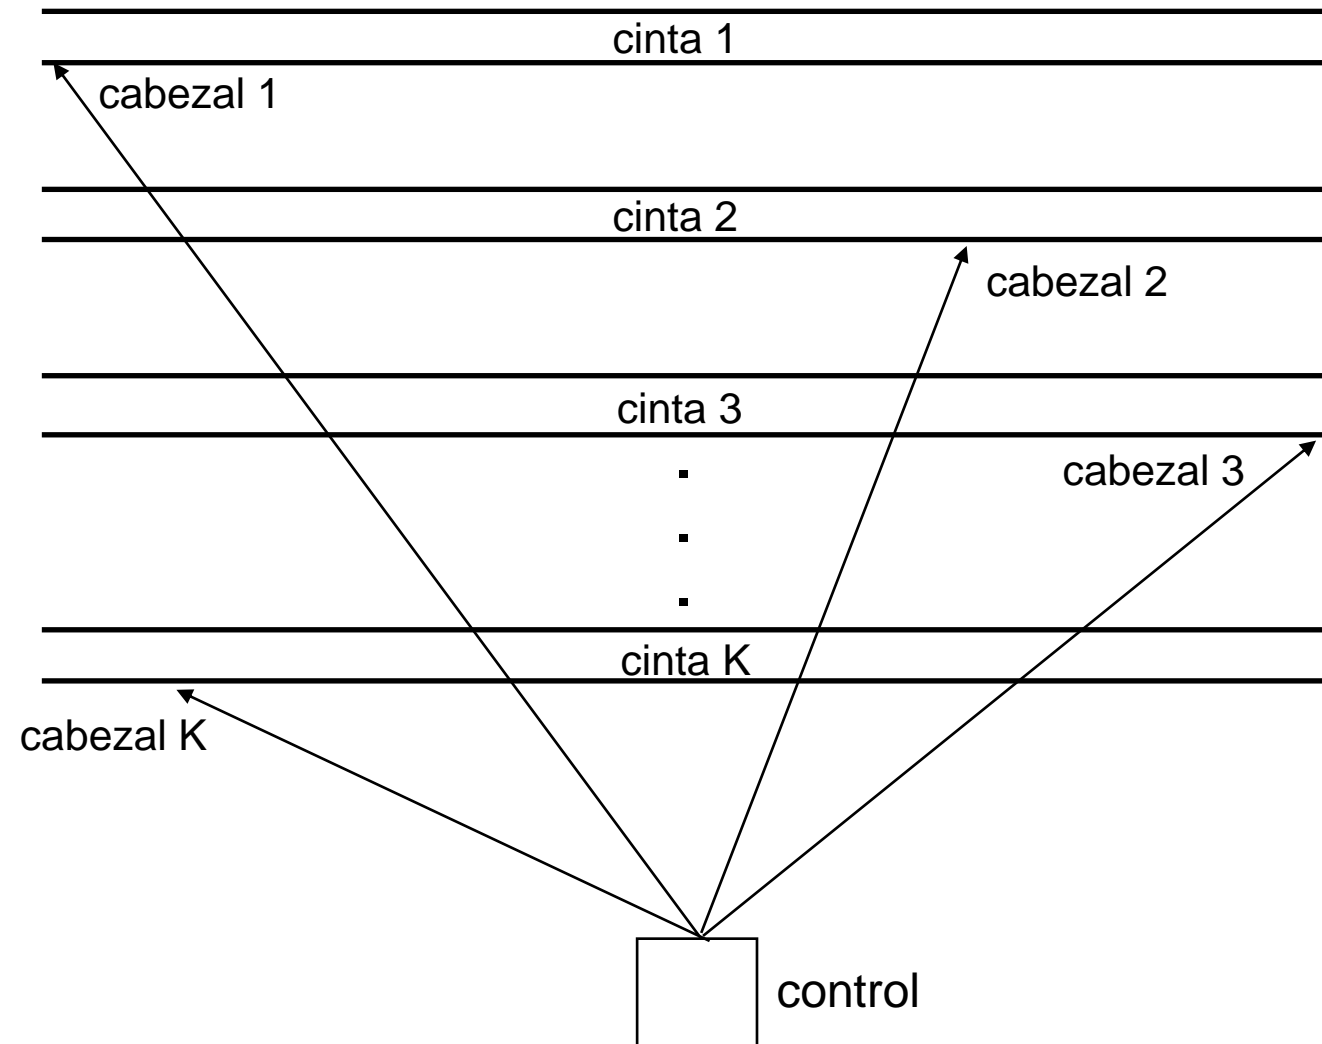 cinta 1
cabezal 1
cinta 2
cabezal 2
cinta 3
cabezal 3
cinta K
cabezal K
control